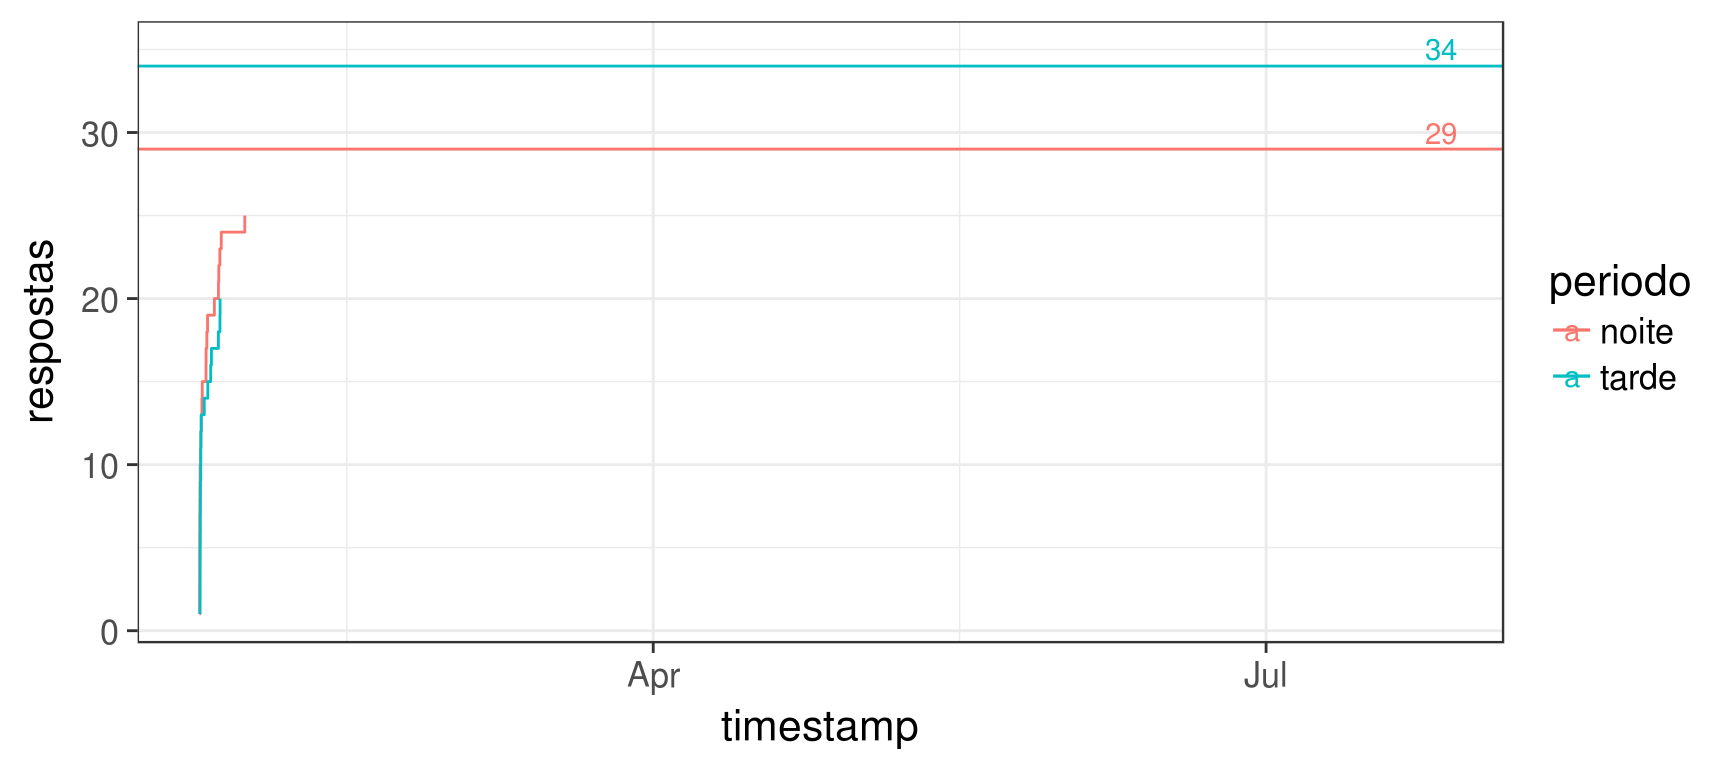 34
29
30
20
10
0
respostas
Apr
Jul
timestamp
periodo
a noite
a tarde